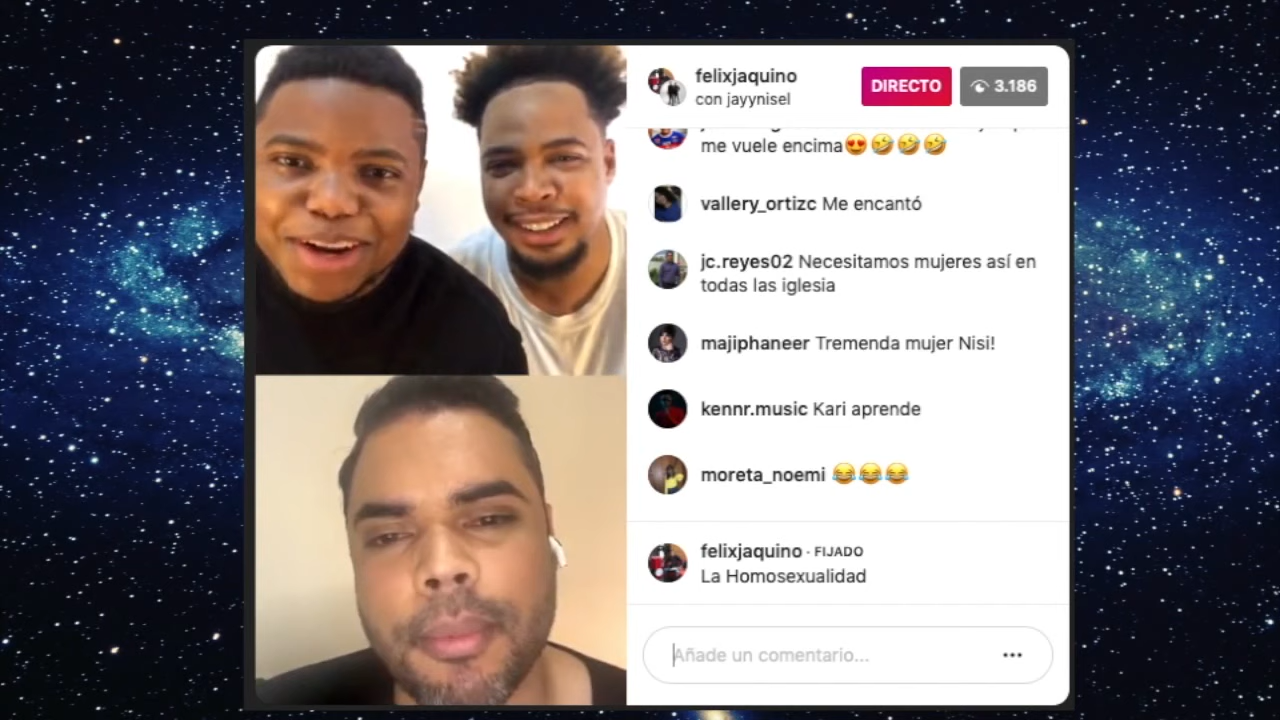 felixjaquino
con jayynisel
DIRECTO
3.186
me vuele encima😍🤣🤣🤣
vallery_ortizc Me encantó
jc.reyes02 Necesitamos mujeres así en
todas las iglesia
majiphaneer Tremenda mujer Nisi!
kennr.music Kari aprende
moreta_noemi 😂😂😂
felixjaquino · FIJADO
La Homosexualidad
Añade un comentario...